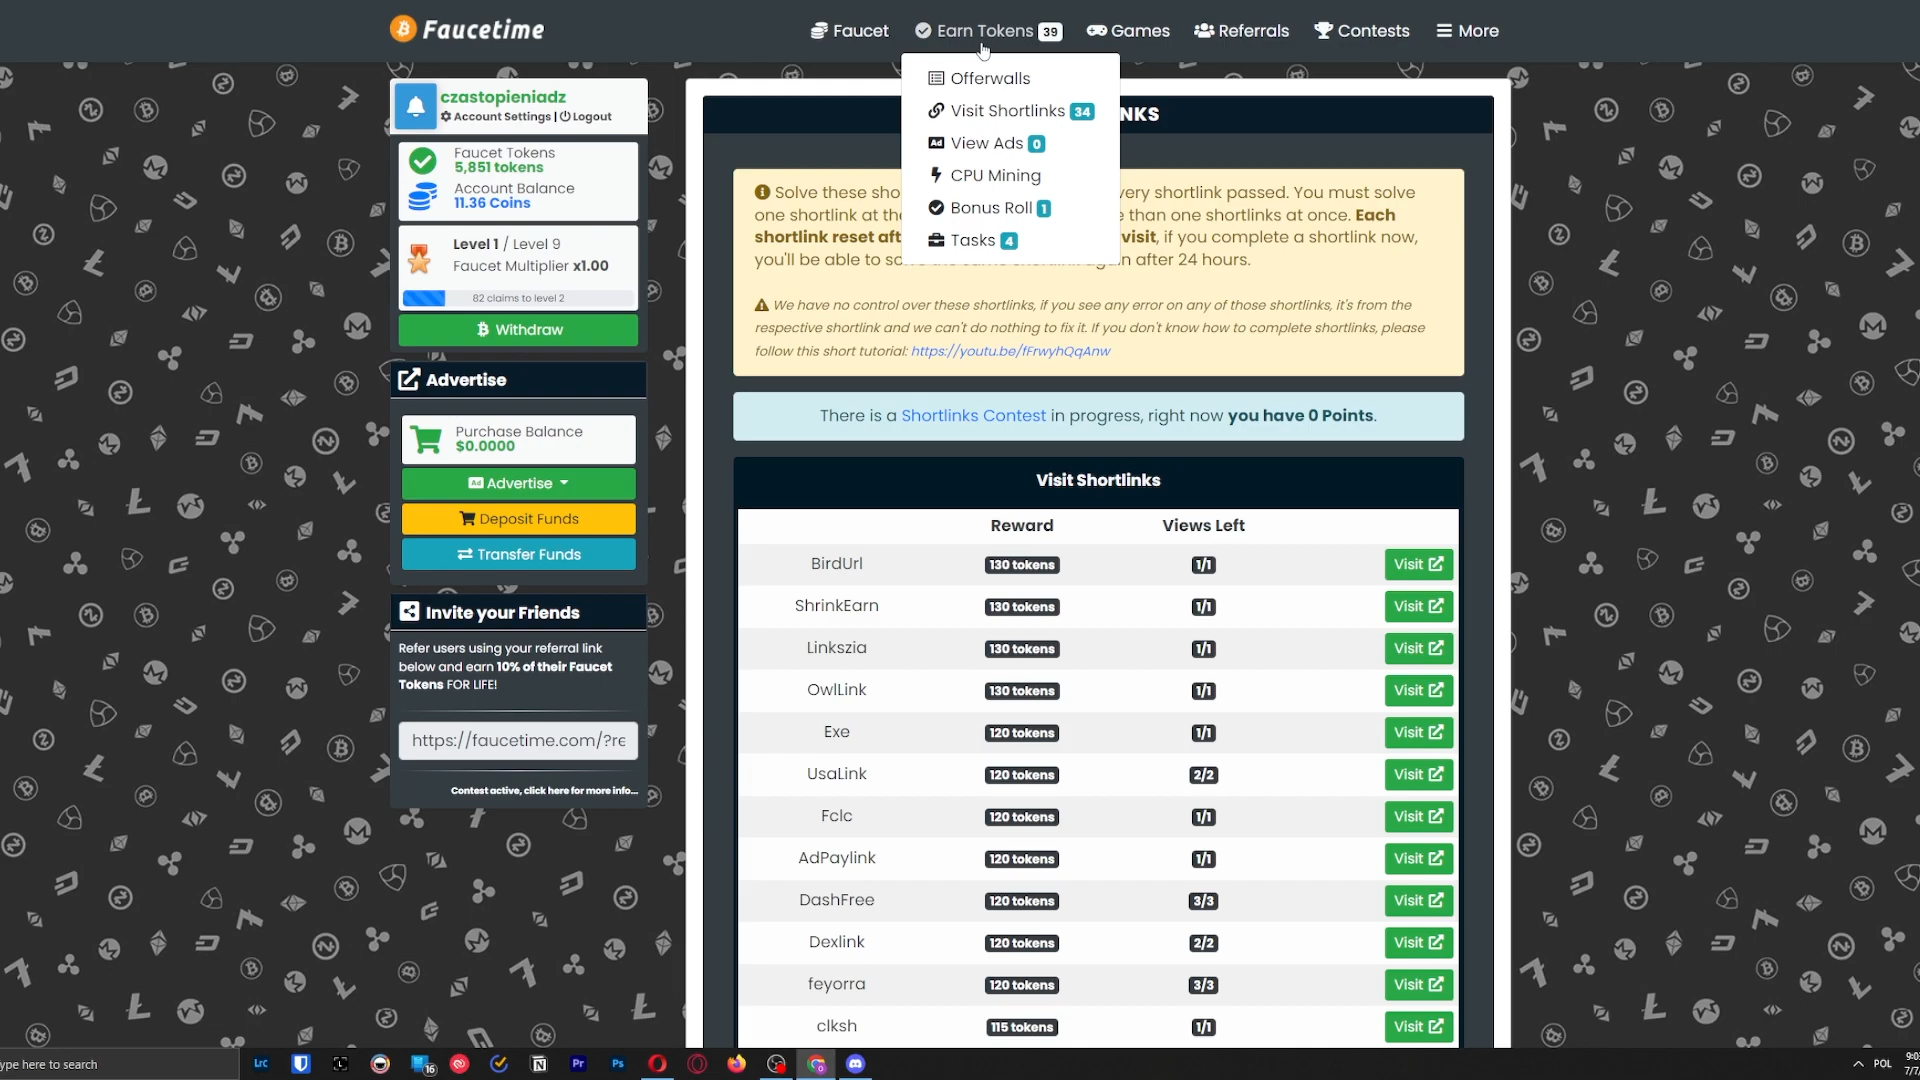 Faucetime
Faucet
Earn Tokens 39
Games
Referrals
Contests
More
Offerwalls
Visit Shortlinks 34
View Ads 0
CPU Mining
Bonus Roll 1
Tasks 4
czastopieniadz
Account Settings | Logout
Faucet Tokens
5,851 tokens
Account Balance
11.36 Coins
Level 1 / Level 9
Faucet Multiplier x1.00
82 claims to level 2
Withdraw
Advertise
Purchase Balance
$0.0000
Ad Advertise
Deposit Funds
Transfer Funds
Invite your Friends
Refer users using your referral link
below and earn 10% of their Faucet
Tokens FOR LIFE!
https://faucetime.com/?re
Contest active, click here for more info...
NKS
Solve these sho very shortlink passed. You must solve
one shortlink at the e than one shortlinks at once. Each
shortlink reset aft visit, if you complete a shortlink now,
you'll be able to so n after 24 hours.
We have no control over these shortlinks, if you see any error on any of those shortlinks, it's from the
respective shortlink and we can't do nothing to fix it. If you don't know how to complete shortlinks, please
follow this short tutorial: https://youtu.be/fFrwyhQqAnw
There is a Shortlinks Contest in progress, right now you have 0 Points.
Visit Shortlinks
Reward Views Left
BirdUrl 130 tokens 1/1 Visit
ShrinkEarn 130 tokens 1/1 Visit
Linkszia 130 tokens 1/1 Visit
OwlLink 130 tokens 1/1 Visit
Exe 120 tokens 1/1 Visit
UsaLink 120 tokens 2/2 Visit
Fclc 120 tokens 1/1 Visit
AdPaylink 120 tokens 1/1 Visit
DashFree 120 tokens 3/3 Visit
Dexlink 120 tokens 2/2 Visit
feyorra 120 tokens 3/3 Visit
clksh 115 tokens 1/1 Visit
ype here to search
Lrc
16
Pr
Ps
POL
9:0
7/7